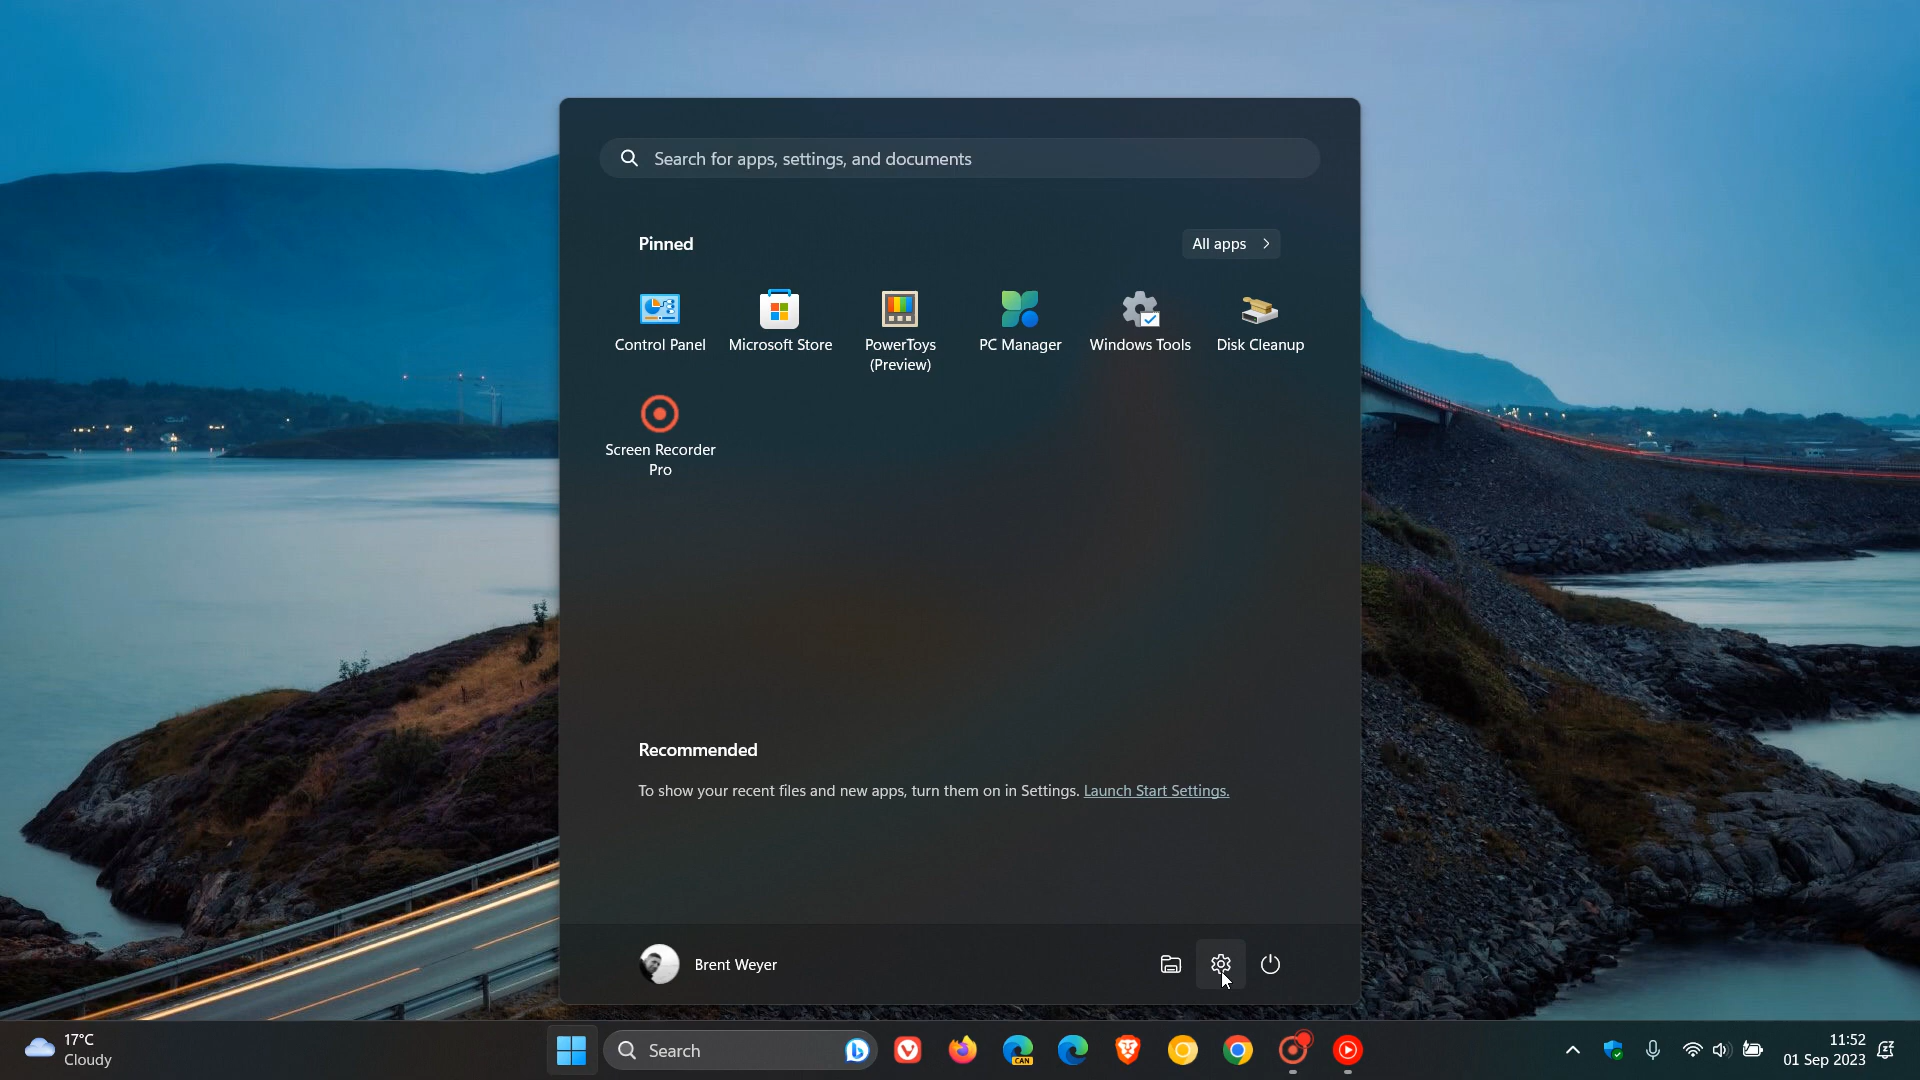 Search for apps, settings, and documents
Pinned
All apps
Control Panel
Microsoft Store
PowerToys
(Preview)
PC Manager
Windows Tools
Disk Cleanup
Screen Recorder
Pro
Recommended
To show your recent files and new apps, turn them on in Settings. Launch Start Settings.
Brent Weyer
17°C
Cloudy
Search
CAN
11:52
01 Sep 2023